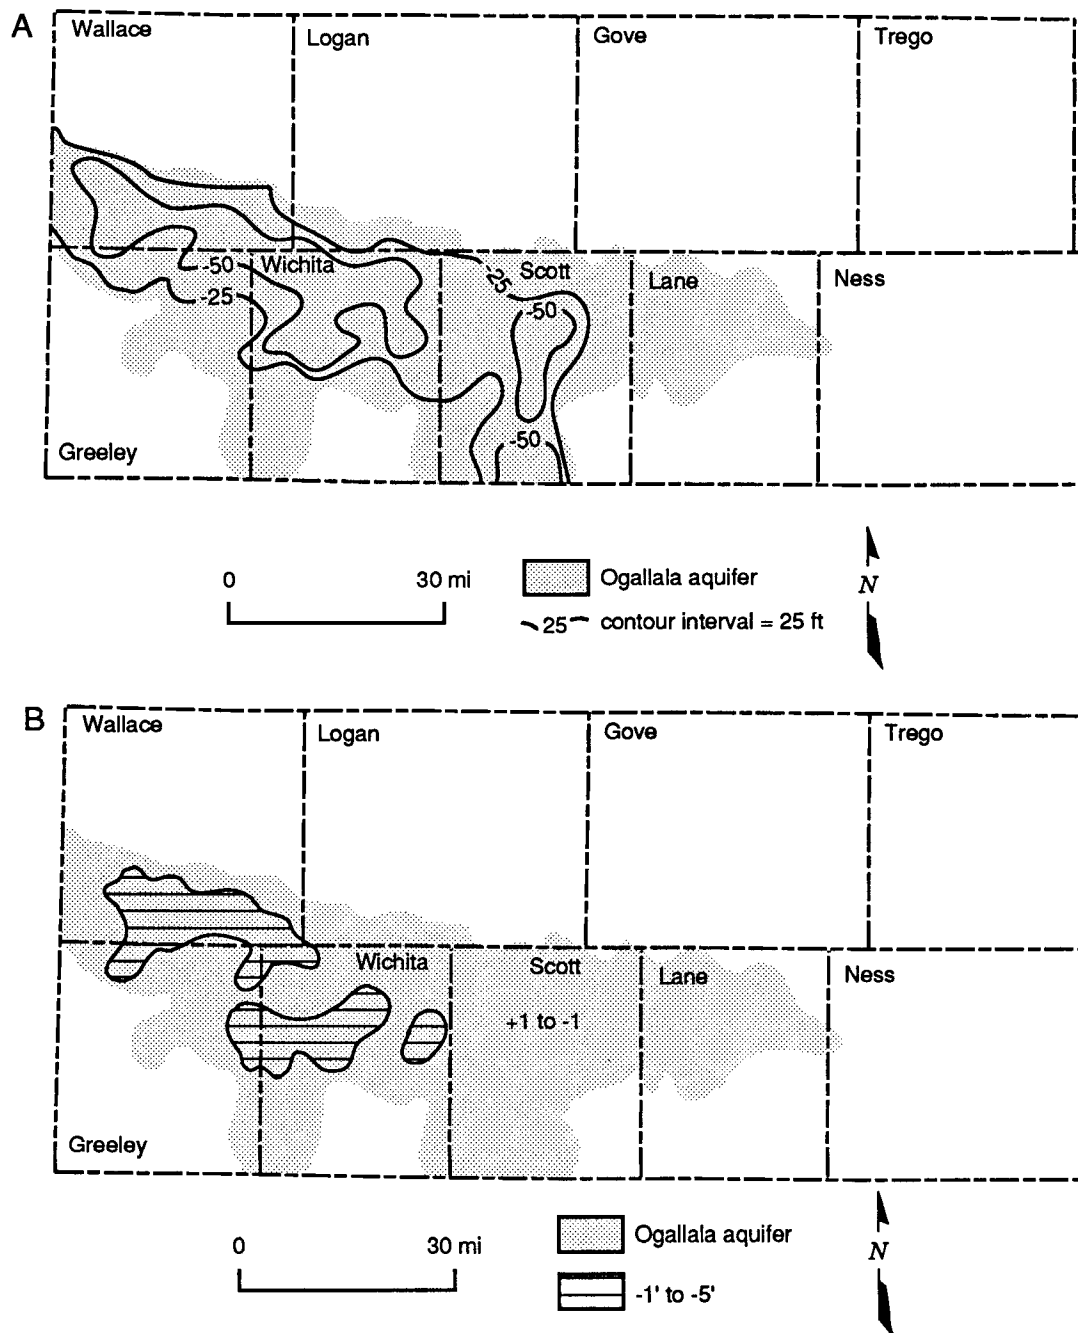 A
Wallace
Logan
Gove
Trego
-50
Wichita
-25
Scott
-25
-50
Lane
Ness
-50
Greeley
0 30 mi
Ogallala aquifer
25 contour interval = 25 ft
N
B
Wallace
Logan
Gove
Trego
Wichita
Scott
Lane
Ness
+1 to -1
Greeley
0 30 mi
Ogallala aquifer
-1' to -5'
N